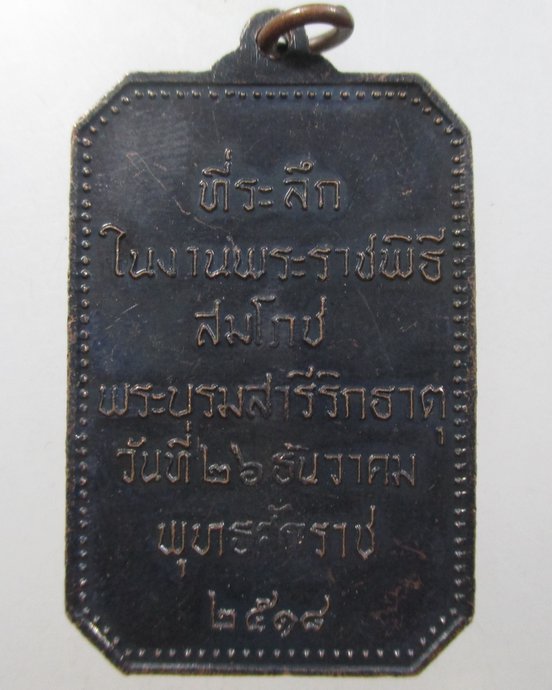 ที่ระลึก
ในงานพระราชพิธี
สมโภช
พระบรมสารีริกธาตุ
วันที่ ๒๖ ธันวาคม
พุทธศักราช
๒๕๑๘